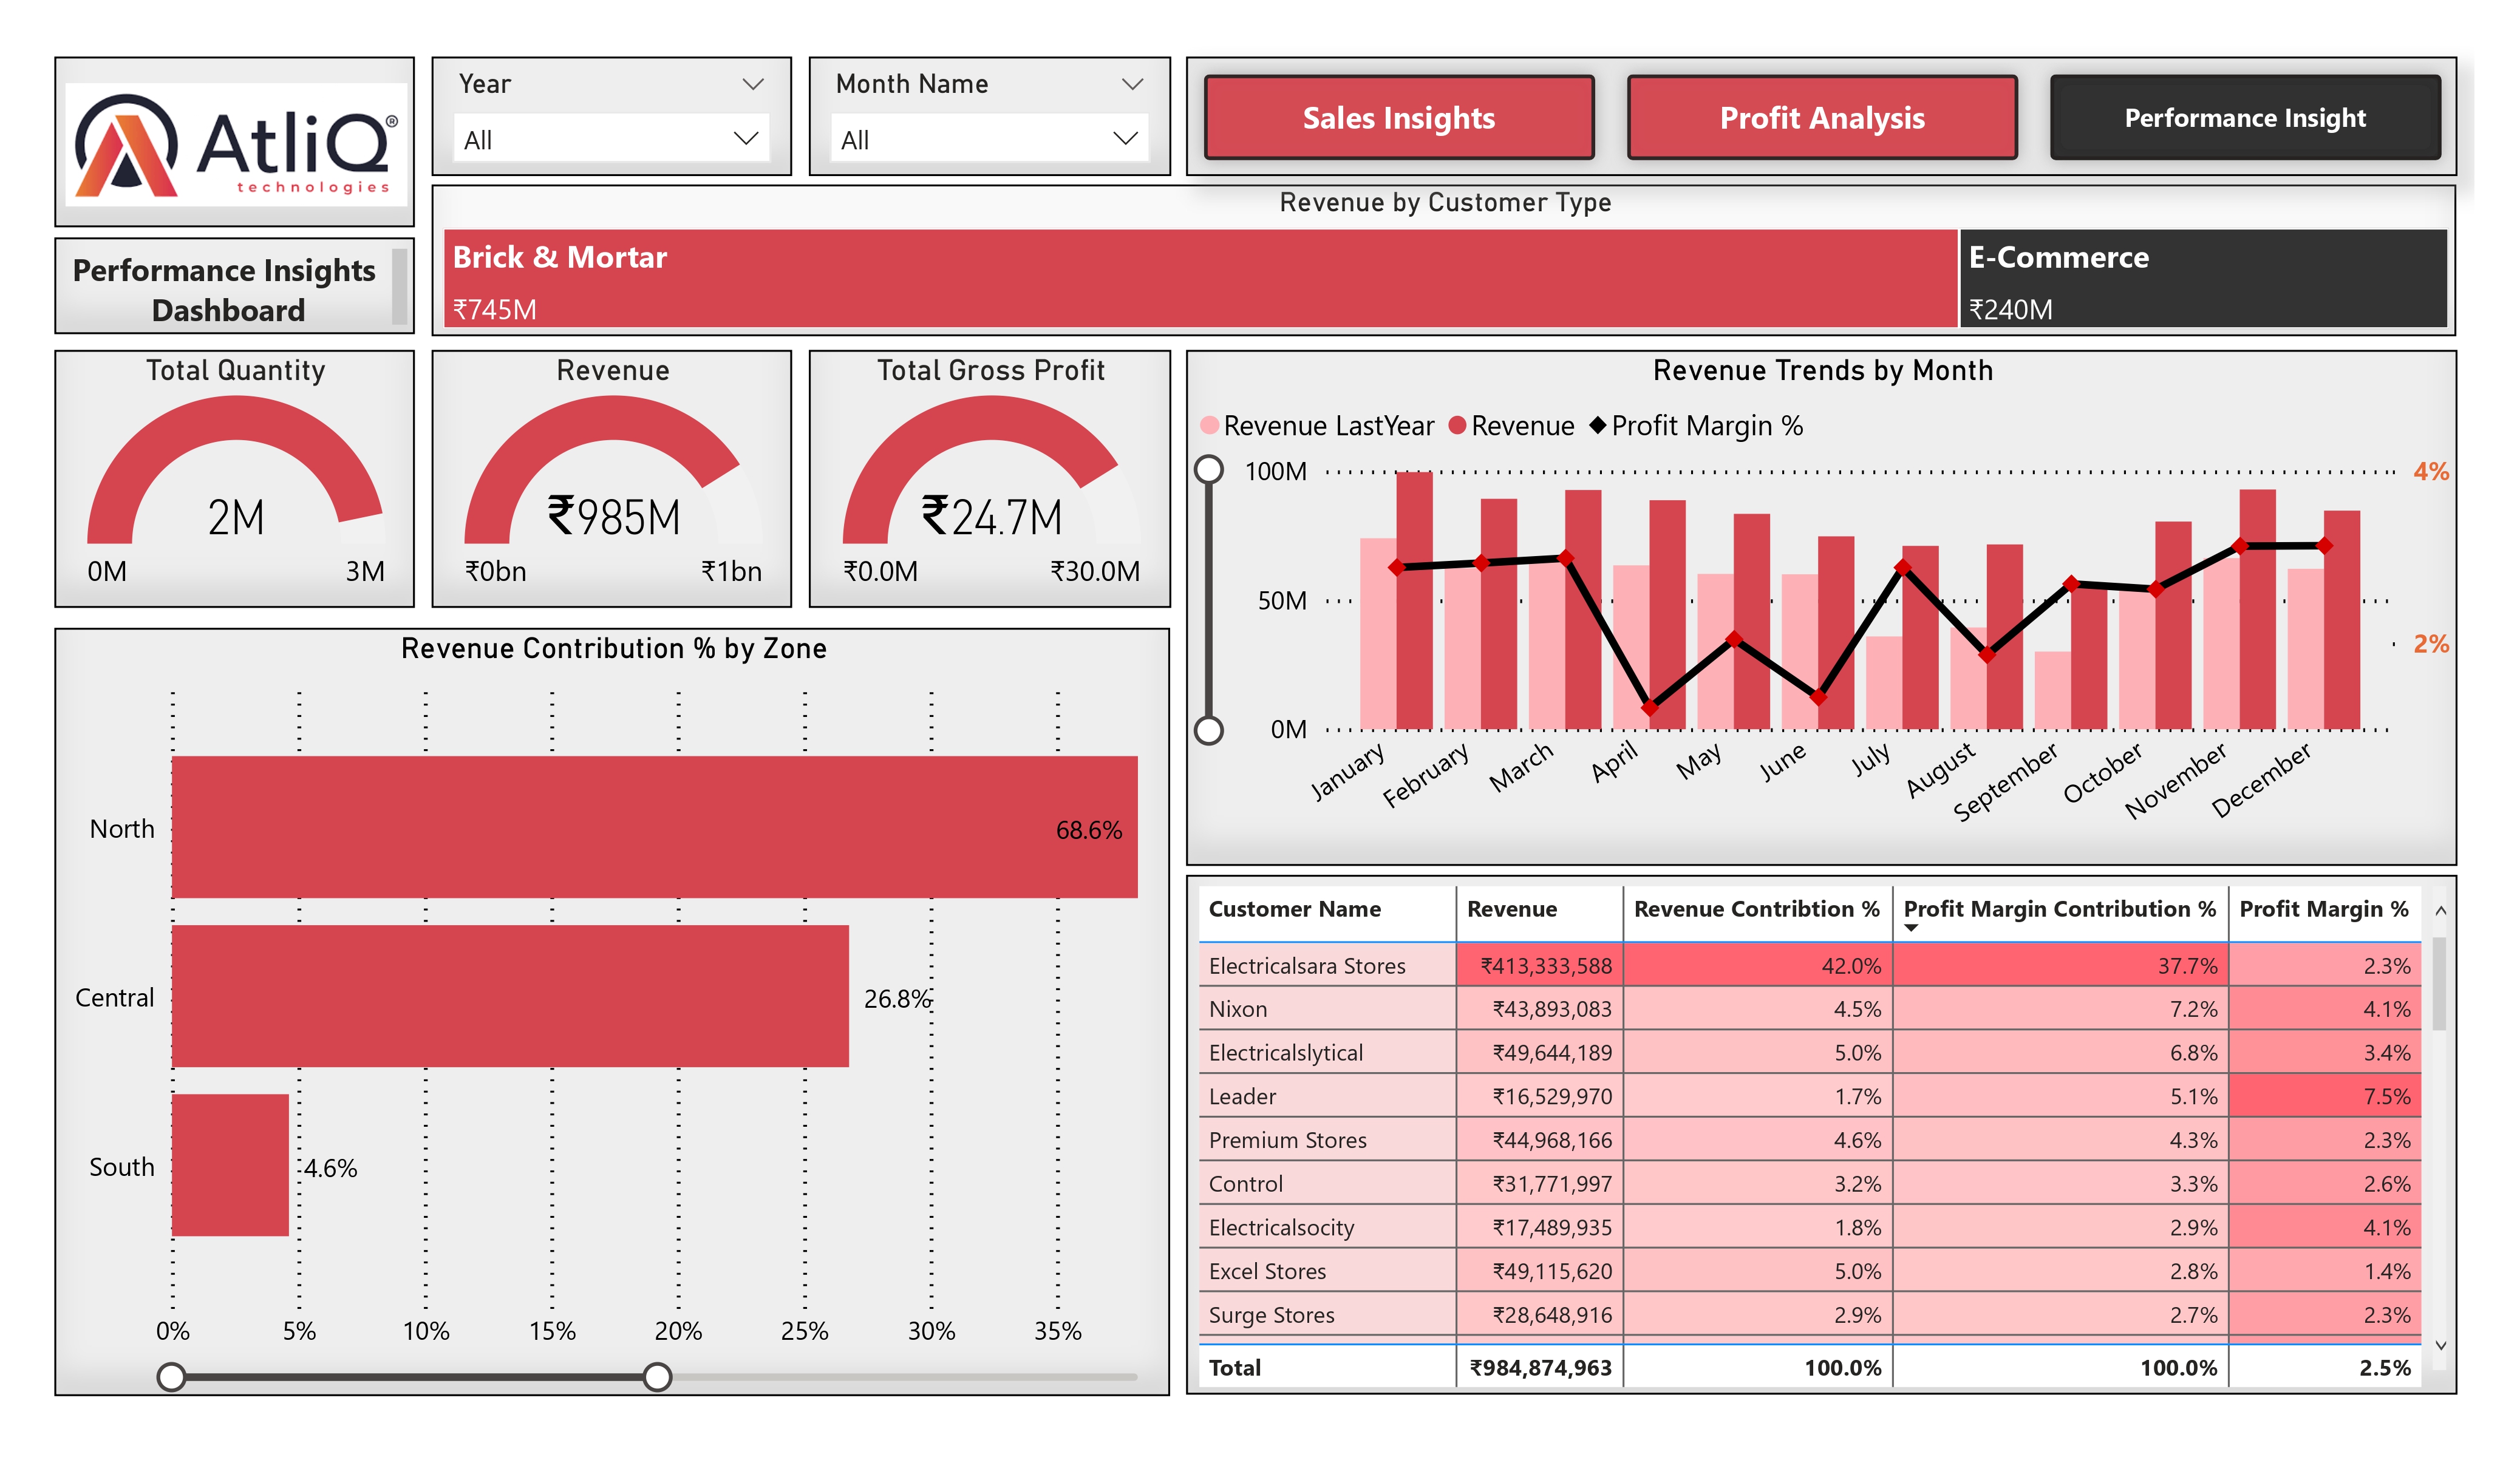 AtliQ®
technologies
Year
All
Month Name
All
Sales Insights
Profit Analysis
Performance Insight
Performance Insights
Dashboard
Revenue by Customer Type
Brick & Mortar
₹745M
E-Commerce
₹240M
Total Quantity
2M
0M 3M
Revenue
₹985M
₹0bn ₹1bn
Total Gross Profit
₹24.7M
₹0.0M ₹30.0M
Revenue Trends by Month
Revenue LastYear Revenue Profit Margin %
100M 4%
50M
2%
0M
January February March April May June July August September October November December
Revenue Contribution % by Zone
North 68.6%
Central 26.8%
South 4.6%
0% 5% 10% 15% 20% 25% 30% 35%
Customer Name Revenue Revenue Contribtion % Profit Margin Contribution % Profit Margin %
Electricalsara Stores ₹413,333,588 42.0% 37.7% 2.3%
Nixon ₹43,893,083 4.5% 7.2% 4.1%
Electricalslytical ₹49,644,189 5.0% 6.8% 3.4%
Leader ₹16,529,970 1.7% 5.1% 7.5%
Premium Stores ₹44,968,166 4.6% 4.3% 2.3%
Control ₹31,771,997 3.2% 3.3% 2.6%
Electricalsocity ₹17,489,935 1.8% 2.9% 4.1%
Excel Stores ₹49,115,620 5.0% 2.8% 1.4%
Surge Stores ₹28,648,916 2.9% 2.7% 2.3%
Total ₹984,874,963 100.0% 100.0% 2.5%